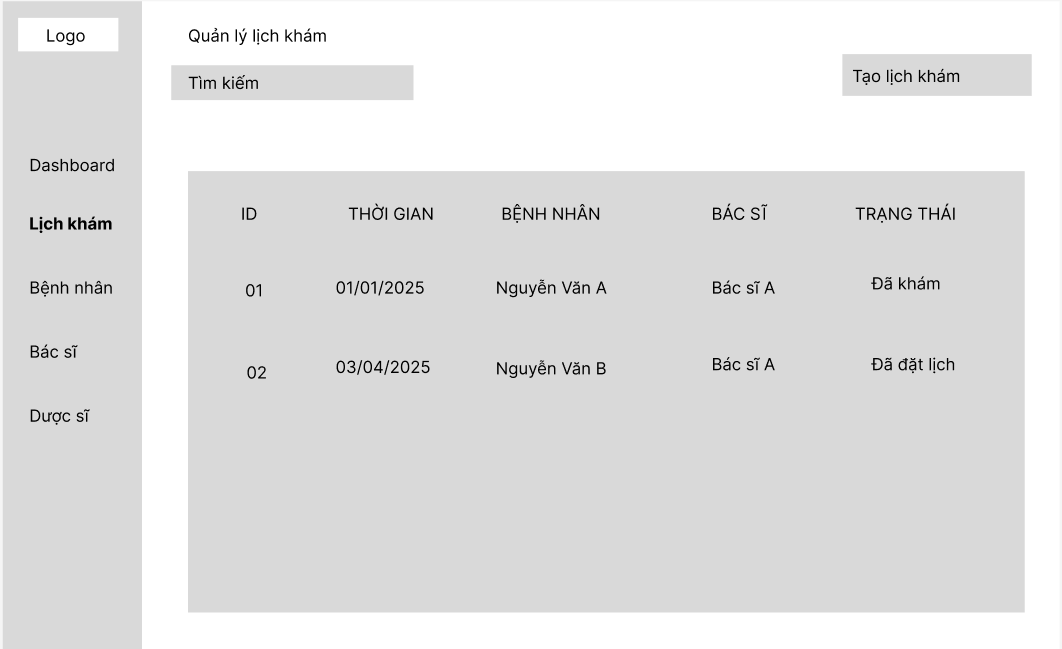 Logo
Dashboard
Lịch khám
Bệnh nhân
Bác sĩ
Dược sĩ
Quản lý lịch khám
Tìm kiếm
Tạo lịch khám
ID THỜI GIAN BỆNH NHÂN BÁC SĨ TRẠNG THÁI
01 01/01/2025 Nguyễn Văn A Bác sĩ A Đã khám
02 03/04/2025 Nguyễn Văn B Bác sĩ A Đã đặt lịch